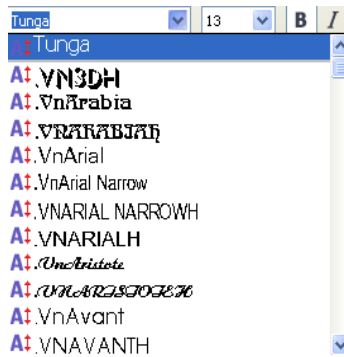 Tunga 13 B I
Tunga
.VN3DH
.VnArabia
.VNARABIAH
.VnArial
.VnArial Narrow
.VNARIAL NARROWH
.VNARIALH
.VnAristote
.VNARISTOTEH
.VnAvant
.VNAVANTH